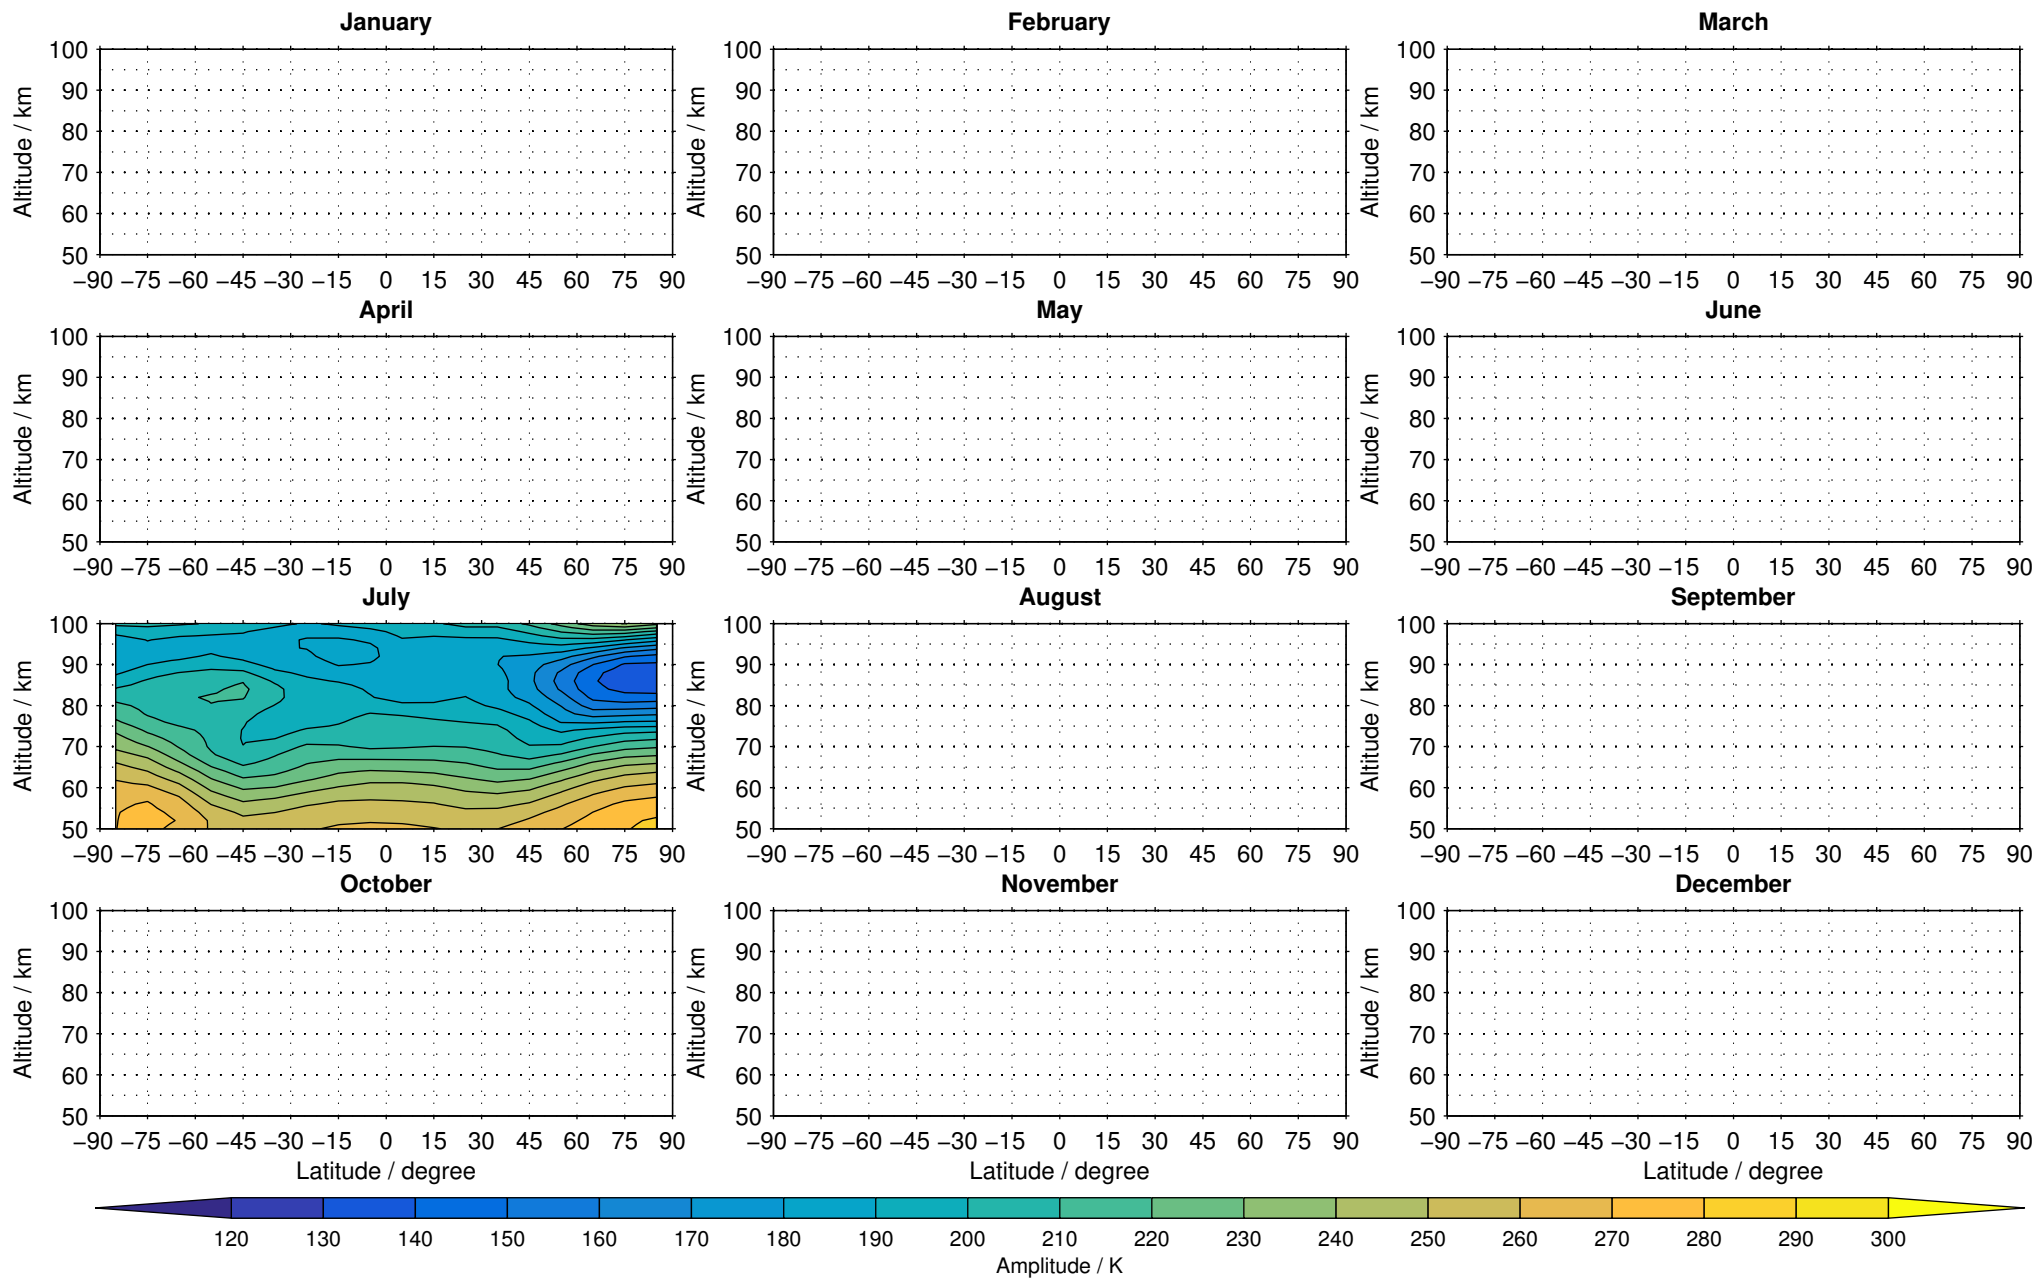 January February March
100 100 100
90 90 90
80 80 80
70 70 70
60 60 60
50 50 50
Altitude / km Altitude / km Altitude / km
−90 −75 −60 −45 −30 −15 0 15 30 45 60 75 90 −90 −75 −60 −45 −30 −15 0 15 30 45 60 75 90 −90 −75 −60 −45 −30 −15 0 15 30 45 60 75 90
April May June
100 100 100
90 90 90
80 80 80
70 70 70
60 60 60
50 50 50
Altitude / km Altitude / km Altitude / km
−90 −75 −60 −45 −30 −15 0 15 30 45 60 75 90 −90 −75 −60 −45 −30 −15 0 15 30 45 60 75 90 −90 −75 −60 −45 −30 −15 0 15 30 45 60 75 90
July August September
100 100 100
90 90 90
80 80 80
70 70 70
60 60 60
50 50 50
Altitude / km Altitude / km Altitude / km
−90 −75 −60 −45 −30 −15 0 15 30 45 60 75 90 −90 −75 −60 −45 −30 −15 0 15 30 45 60 75 90 −90 −75 −60 −45 −30 −15 0 15 30 45 60 75 90
October November December
100 100 100
90 90 90
80 80 80
70 70 70
60 60 60
50 50 50
Altitude / km Altitude / km Altitude / km
−90 −75 −60 −45 −30 −15 0 15 30 45 60 75 90 −90 −75 −60 −45 −30 −15 0 15 30 45 60 75 90 −90 −75 −60 −45 −30 −15 0 15 30 45 60 75 90
Latitude / degree Latitude / degree Latitude / degree
120 130 140 150 160 170 180 190 200 210 220 230 240 250 260 270 280 290 300
Amplitude / K